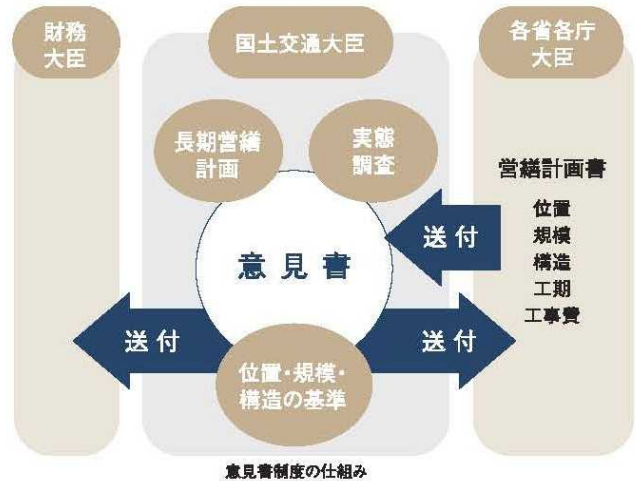 財務
大臣
国土交通大臣
各省各庁
大臣
長期営繕
計画
実態
調査
営繕計画書
位置
規模
構造
工期
工事費
送付
意見書
送付
送付
位置・規模・
構造の基準
意見書制度の仕組み